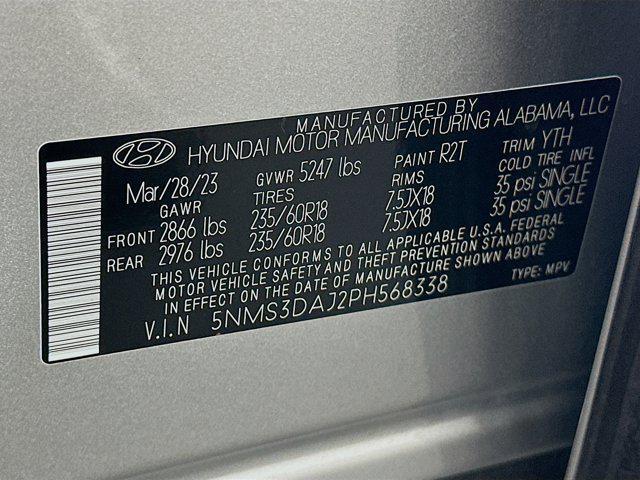 MANUFACTURED BY
HYUNDAI MOTOR MANUFACTURING ALABAMA, LLC
Mar/28/23 GVWR 5247 lbs PAINT R2T TRIM YTH
GAWR TIRES RIMS COLD TIRE INFL
FRONT 2866 lbs 235/60R18 7.5JX18 35 psi SINGLE
REAR 2976 lbs 235/60R18 7.5JX18 35 psi SINGLE
THIS VEHICLE CONFORMS TO ALL APPLICABLE U.S.A. FEDERAL
MOTOR VEHICLE SAFETY AND THEFT PREVENTION STANDARDS
IN EFFECT ON THE DATE OF MANUFACTURE SHOWN ABOVE
V.I.N 5NMS3DAJ2PH568338 TYPE: MPV